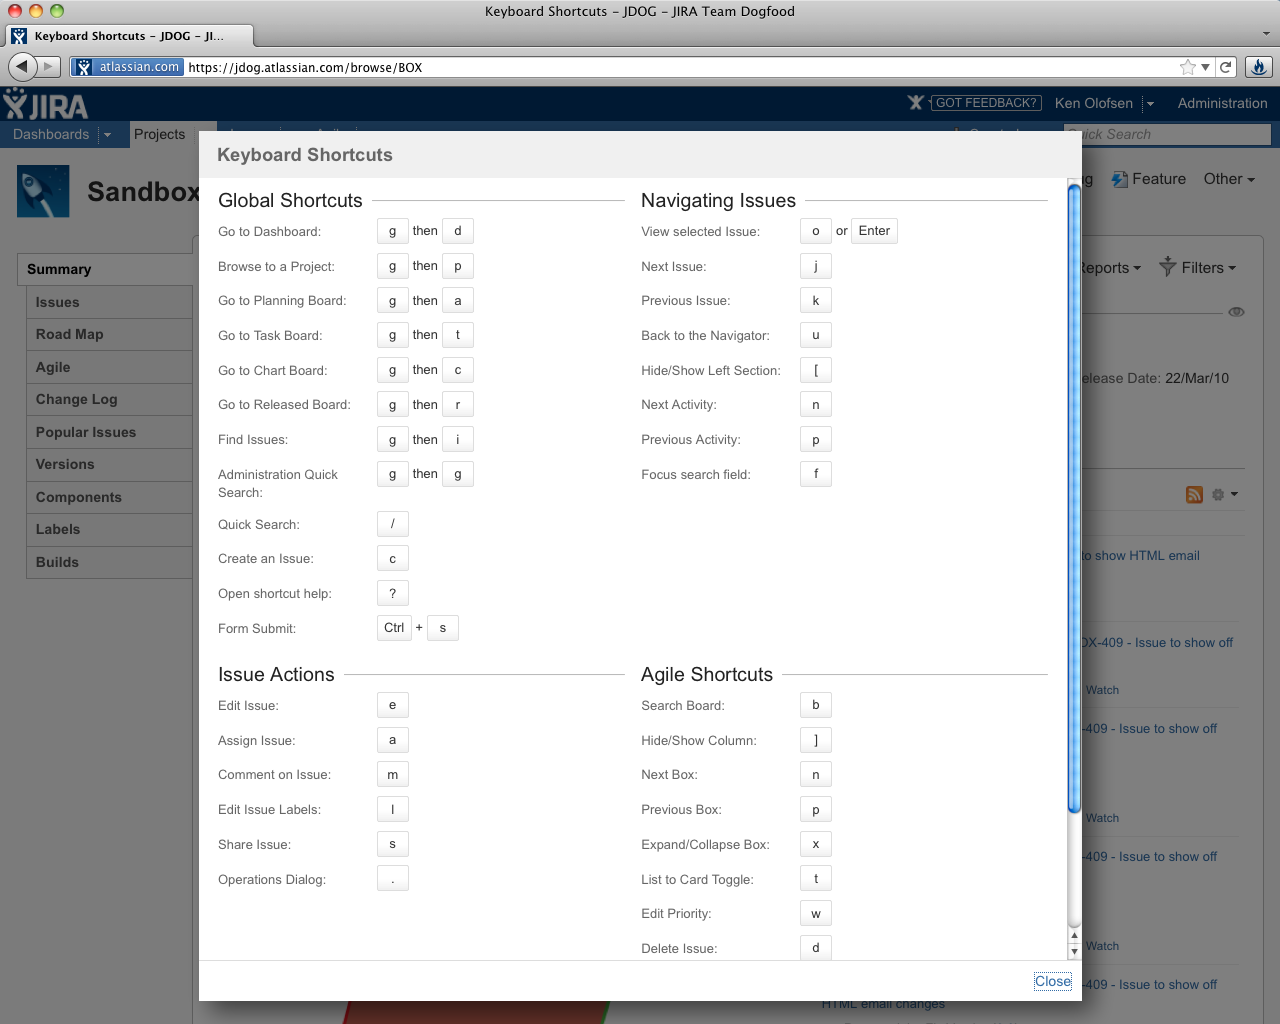 Keyboard Shortcuts – JDOG – JIRA Team Dogfood
Keyboard Shortcuts – JDOG – JI...
atlassian.com https://jdog.atlassian.com/browse/BOX
JIRA GOT FEEDBACK? Ken Olofsen Administration
Dashboards Projects Quick Search
Keyboard Shortcuts
Sandbox Feature Other
Global Shortcuts
Go to Dashboard: g then d
Browse to a Project: g then p
Go to Planning Board: g then a
Go to Task Board: g then t
Go to Chart Board: g then c
Go to Released Board: g then r
Find Issues: g then i
Administration Quick
Search: g then g
Quick Search: /
Create an Issue: c
Open shortcut help: ?
Form Submit: Ctrl + s
Navigating Issues
View selected Issue: o or Enter
Next Issue: j
Previous Issue: k
Back to the Navigator: u
Hide/Show Left Section: [
Next Activity: n
Previous Activity: p
Focus search field: f
Issue Actions
Edit Issue: e
Assign Issue: a
Comment on Issue: m
Edit Issue Labels: l
Share Issue: s
Operations Dialog: .
Agile Shortcuts
Search Board: b
Hide/Show Column: ]
Next Box: n
Previous Box: p
Expand/Collapse Box: x
List to Card Toggle: t
Edit Priority: w
Delete Issue: d
Close
Summary
Issues
Road Map
Agile
Change Log
Popular Issues
Versions
Components
Labels
Builds
Reports Filters
elease Date: 22/Mar/10
to show HTML email
OX-409 - Issue to show off
Watch
-409 - Issue to show off
Watch
-409 - Issue to show off
Watch
-409 - Issue to show off
HTML email changes